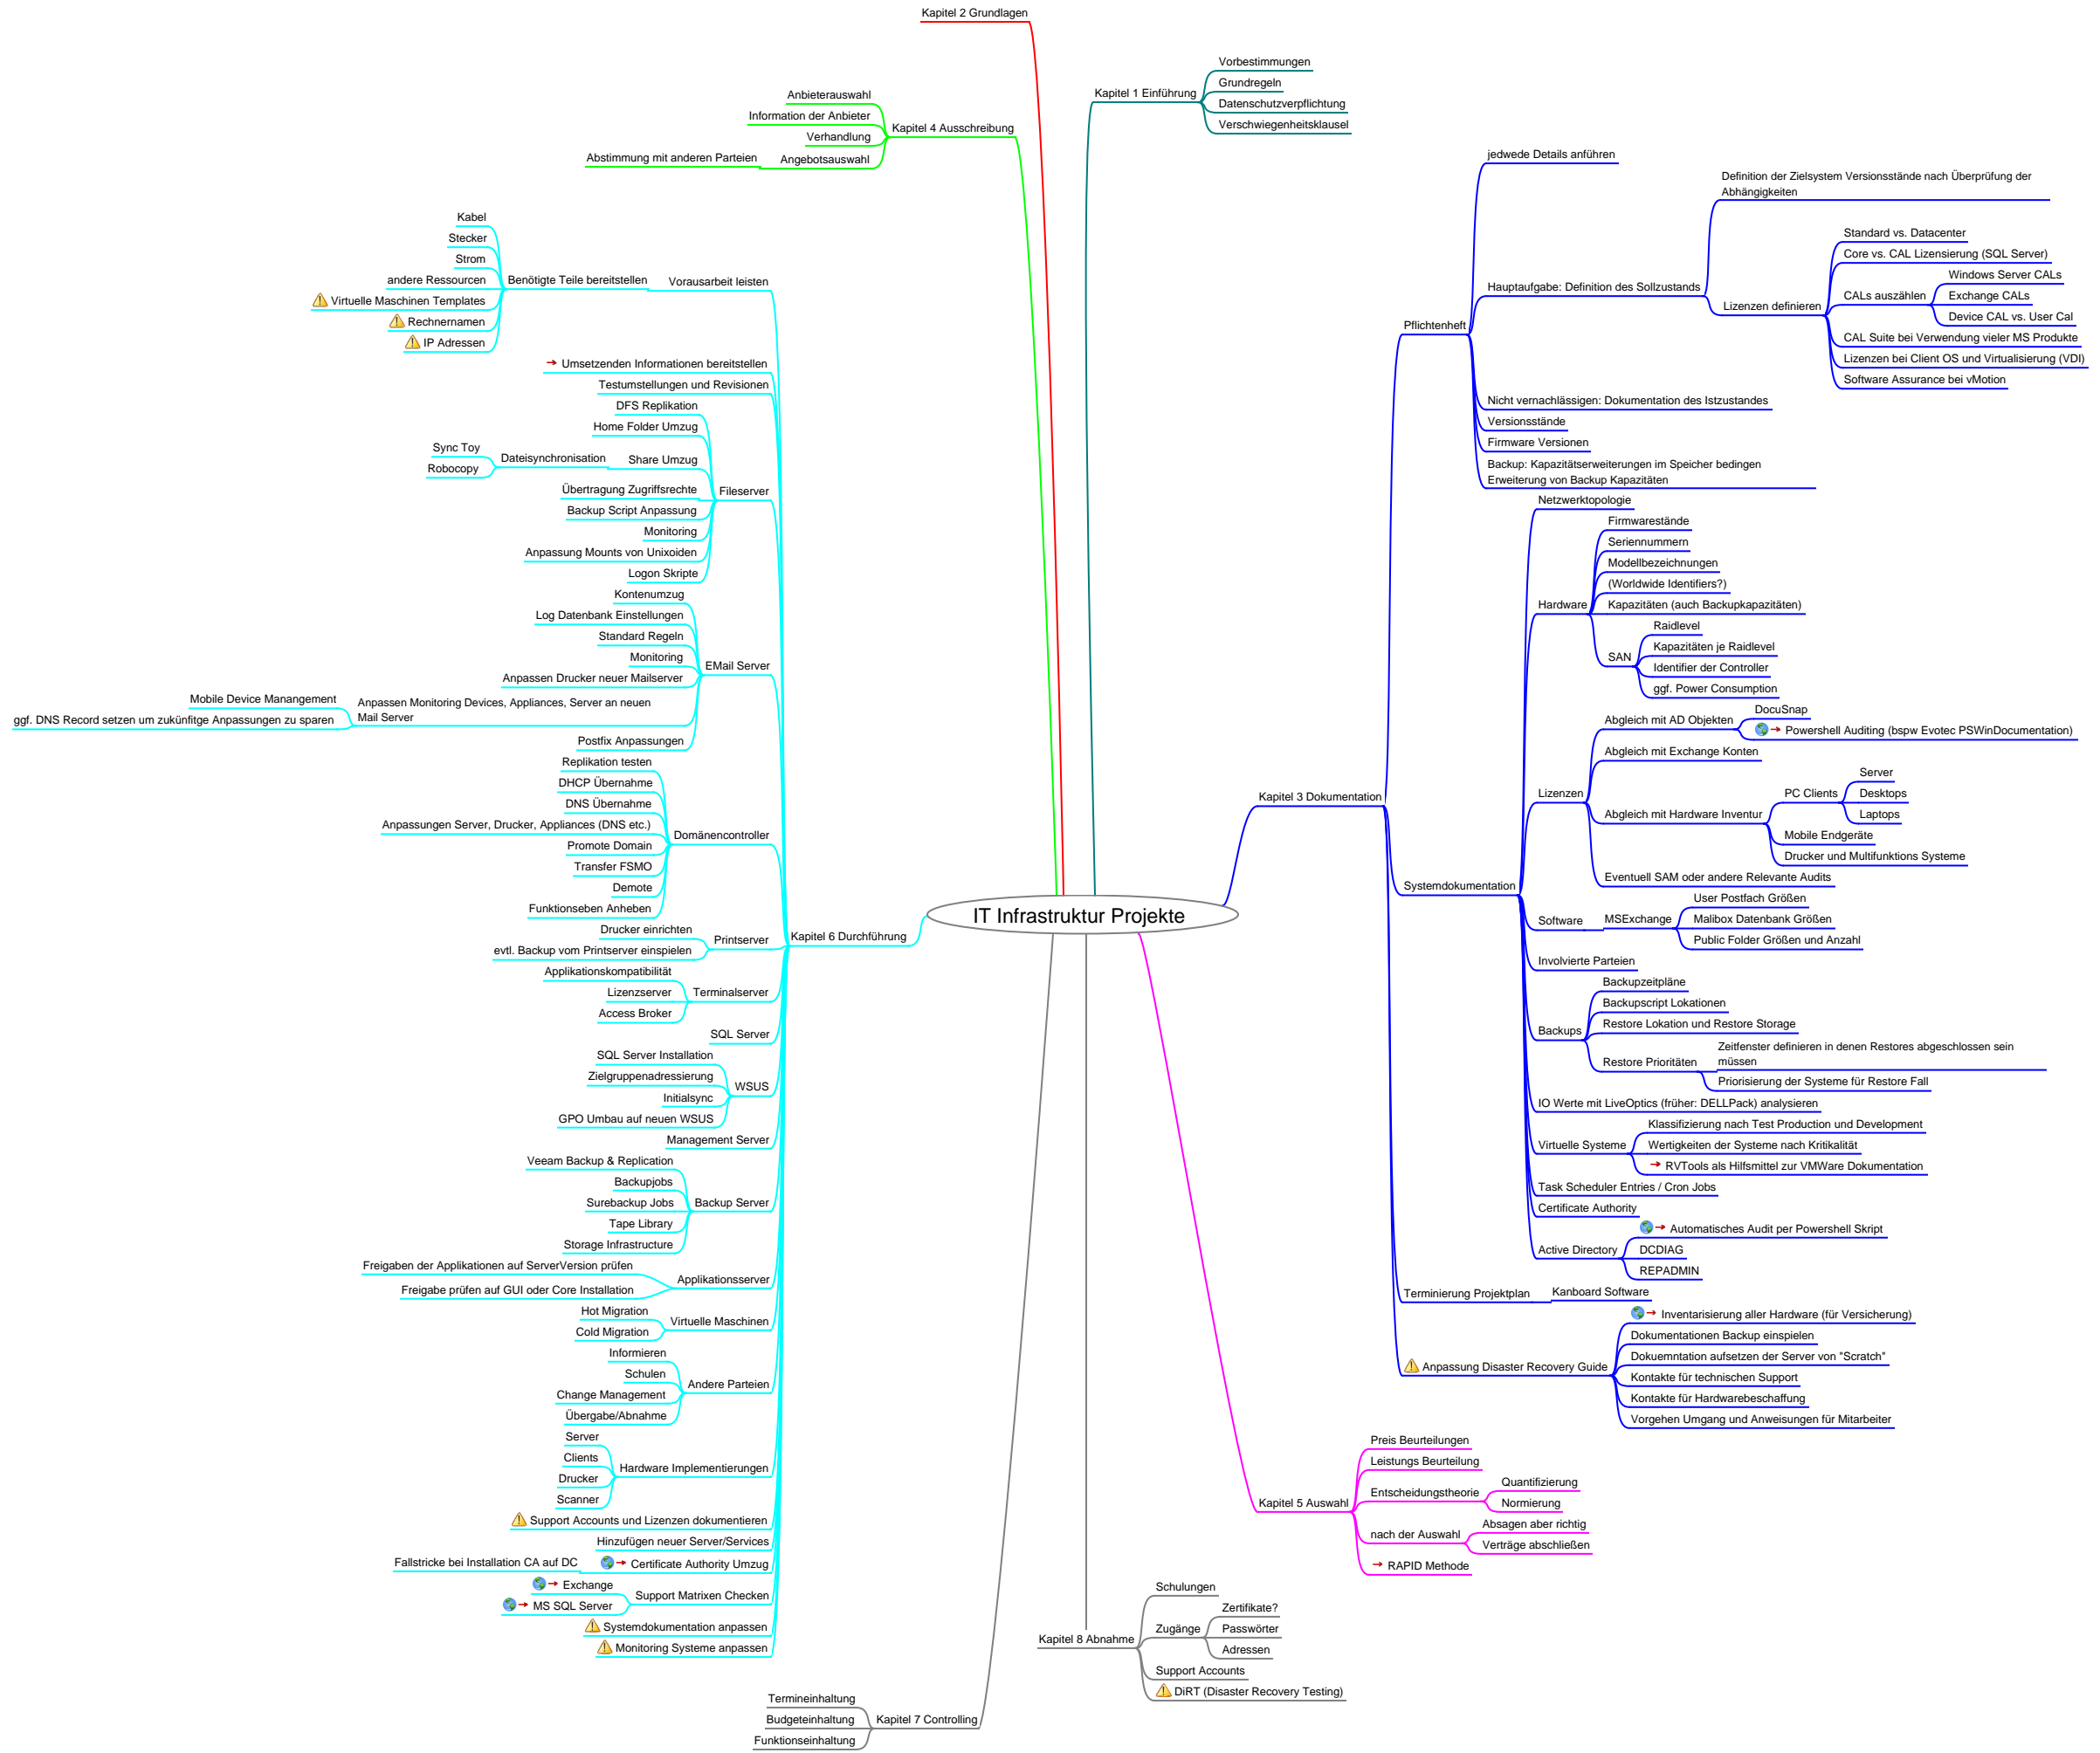 IT Infrastruktur Projekte
Kapitel 1 Einführung
Vorbestimmungen
Grundregeln
Datenschutzverpflichtung
Verschwiegenheitsklausel
Kapitel 2 Grundlagen
Kapitel 3 Dokumentation
Pflichtenheft
jedwede Details anführen
Hauptaufgabe: Definition des Sollzustands
Definition der Zielsystem Versionsstände nach Überprüfung der
Abhängigkeiten
Lizenzen definieren
Standard vs. Datacenter
Core vs. CAL Lizensierung (SQL Server)
CALs auszählen
Windows Server CALs
Exchange CALs
Device CAL vs. User Cal
CAL Suite bei Verwendung vieler MS Produkte
Lizenzen bei Client OS und Virtualisierung (VDI)
Software Assurance bei vMotion
Nicht vernachlässigen: Dokumentation des Istzustandes
Versionsstände
Firmware Versionen
Backup: Kapazitätserweiterungen im Speicher bedingen
Erweiterung von Backup Kapazitäten
Systemdokumentation
Netzwerktopologie
Hardware
Firmwarestände
Seriennummern
Modellbezeichnungen
(Worldwide Identifiers?)
Kapazitäten (auch Backupkapazitäten)
SAN
Raidlevel
Kapazitäten je Raidlevel
Identifier der Controller
ggf. Power Consumption
Lizenzen
Abgleich mit AD Objekten
DocuSnap
Powershell Auditing (bspw Evotec PSWinDocumentation)
Abgleich mit Exchange Konten
Abgleich mit Hardware Inventur
PC Clients
Server
Desktops
Laptops
Mobile Endgeräte
Drucker und Multifunktions Systeme
Eventuell SAM oder andere Relevante Audits
Software
MSExchange
User Postfach Größen
Malibox Datenbank Größen
Public Folder Größen und Anzahl
Involvierte Parteien
Backups
Backupzeitpläne
Backupscript Lokationen
Restore Lokation und Restore Storage
Restore Prioritäten
Zeitfenster definieren in denen Restores abgeschlossen sein
müssen
Priorisierung der Systeme für Restore Fall
IO Werte mit LiveOptics (früher: DELLPack) analysieren
Virtuelle Systeme
Klassifizierung nach Test Production und Development
Wertigkeiten der Systeme nach Kritikalität
RVTools als Hilfsmittel zur VMWare Dokumentation
Task Scheduler Entries / Cron Jobs
Certificate Authority
Active Directory
Automatisches Audit per Powershell Skript
DCDIAG
REPADMIN
Terminierung Projektplan
Kanboard Software
Anpassung Disaster Recovery Guide
Inventarisierung aller Hardware (für Versicherung)
Dokumentationen Backup einspielen
Dokuemntation aufsetzen der Server von "Scratch"
Kontakte für technischen Support
Kontakte für Hardwarebeschaffung
Vorgehen Umgang und Anweisungen für Mitarbeiter
Kapitel 4 Ausschreibung
Anbieterauswahl
Information der Anbieter
Verhandlung
Angebotsauswahl
Abstimmung mit anderen Parteien
Kapitel 5 Auswahl
Preis Beurteilungen
Leistungs Beurteilung
Entscheidungstheorie
Quantifizierung
Normierung
nach der Auswahl
Absagen aber richtig
Verträge abschließen
RAPID Methode
Kapitel 6 Durchführung
Vorausarbeit leisten
Benötigte Teile bereitstellen
Kabel
Stecker
Strom
andere Ressourcen
Virtuelle Maschinen Templates
Rechnernamen
IP Adressen
Umsetzenden Informationen bereitstellen
Testumstellungen und Revisionen
Fileserver
DFS Replikation
Home Folder Umzug
Share Umzug
Dateisynchronisation
Sync Toy
Robocopy
Übertragung Zugriffsrechte
Backup Script Anpassung
Monitoring
Anpassung Mounts von Unixoiden
Logon Skripte
EMail Server
Kontenumzug
Log Datenbank Einstellungen
Standard Regeln
Monitoring
Anpassen Drucker neuer Mailserver
Anpassen Monitoring Devices, Appliances, Server an neuen
Mail Server
Mobile Device Manangement
ggf. DNS Record setzen um zukünfitge Anpassungen zu sparen
Postfix Anpassungen
Domänencontroller
Replikation testen
DHCP Übernahme
DNS Übernahme
Anpassungen Server, Drucker, Appliances (DNS etc.)
Promote Domain
Transfer FSMO
Demote
Funktionseben Anheben
Printserver
Drucker einrichten
evtl. Backup vom Printserver einspielen
Terminalserver
Applikationskompatibilität
Lizenzserver
Access Broker
SQL Server
WSUS
SQL Server Installation
Zielgruppenadressierung
Initialsync
GPO Umbau auf neuen WSUS
Management Server
Backup Server
Veeam Backup & Replication
Backupjobs
Surebackup Jobs
Tape Library
Storage Infrastructure
Applikationsserver
Freigaben der Applikationen auf ServerVersion prüfen
Freigabe prüfen auf GUI oder Core Installation
Virtuelle Maschinen
Hot Migration
Cold Migration
Andere Parteien
Informieren
Schulen
Change Management
Übergabe/Abnahme
Hardware Implementierungen
Server
Clients
Drucker
Scanner
Support Accounts und Lizenzen dokumentieren
Hinzufügen neuer Server/Services
Certificate Authority Umzug
Fallstricke bei Installation CA auf DC
Support Matrixen Checken
Exchange
MS SQL Server
Systemdokumentation anpassen
Monitoring Systeme anpassen
Kapitel 7 Controlling
Termineinhaltung
Budgeteinhaltung
Funktionseinhaltung
Kapitel 8 Abnahme
Schulungen
Zugänge
Zertifikate?
Passwörter
Adressen
Support Accounts
DiRT (Disaster Recovery Testing)